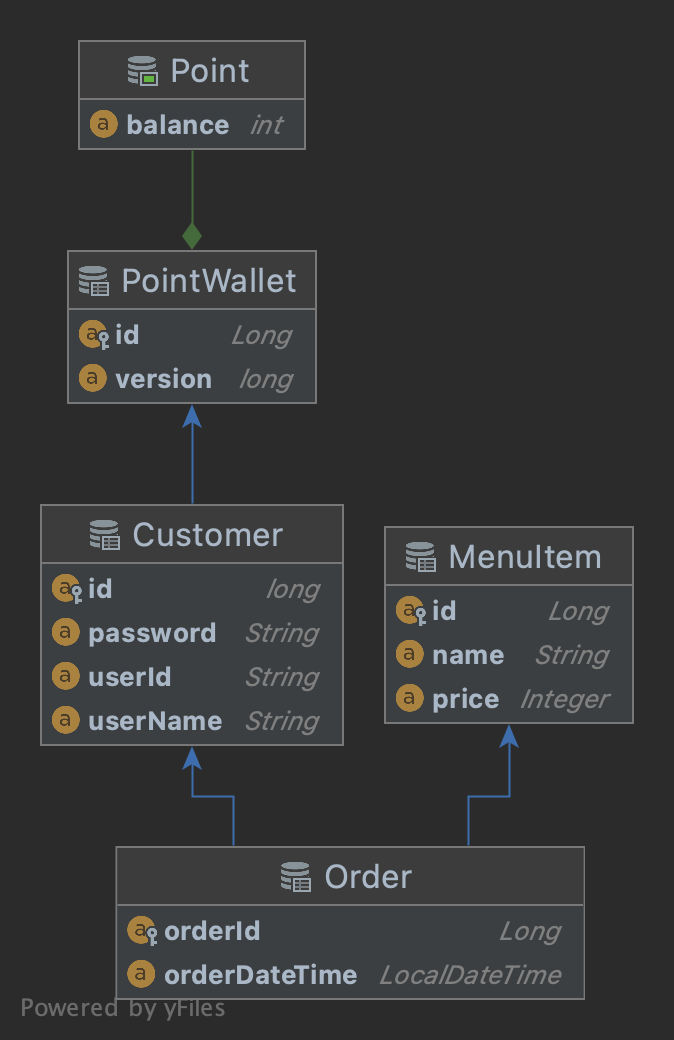 Point
balance int
PointWallet
id Long
version long
Customer
id long
password String
userId String
userName String
MenuItem
id Long
name String
price Integer
Order
orderId Long
orderDateTime LocalDateTime
Powered by yFiles